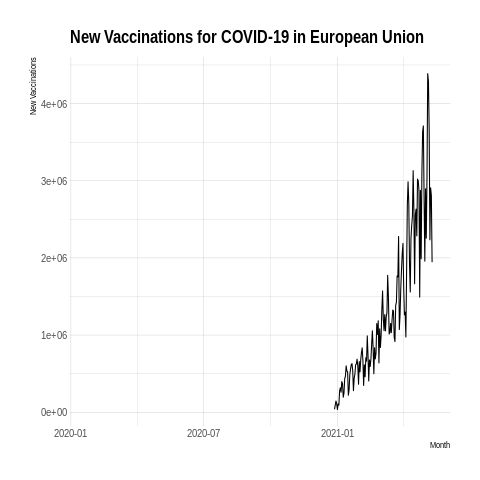 New Vaccinations for COVID-19 in European Union
New Vaccinations
4e+06
3e+06
2e+06
1e+06
0e+00
2020-01 2020-07 2021-01
Month